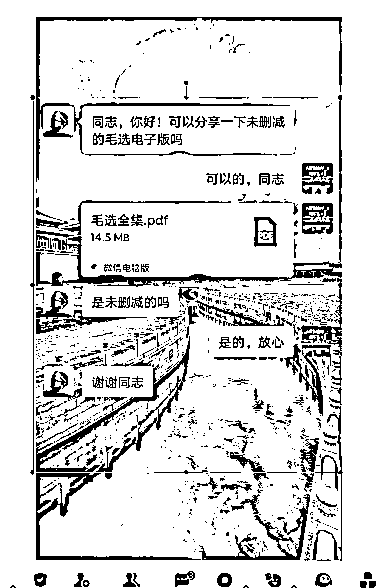 同志，你好！可以分享一下未删减
的毛选电子版吗
可以的，同志
毛选全集.pdf
14.5 MB
微信电脑版
是未删减的吗
是的，放心
谢谢同志